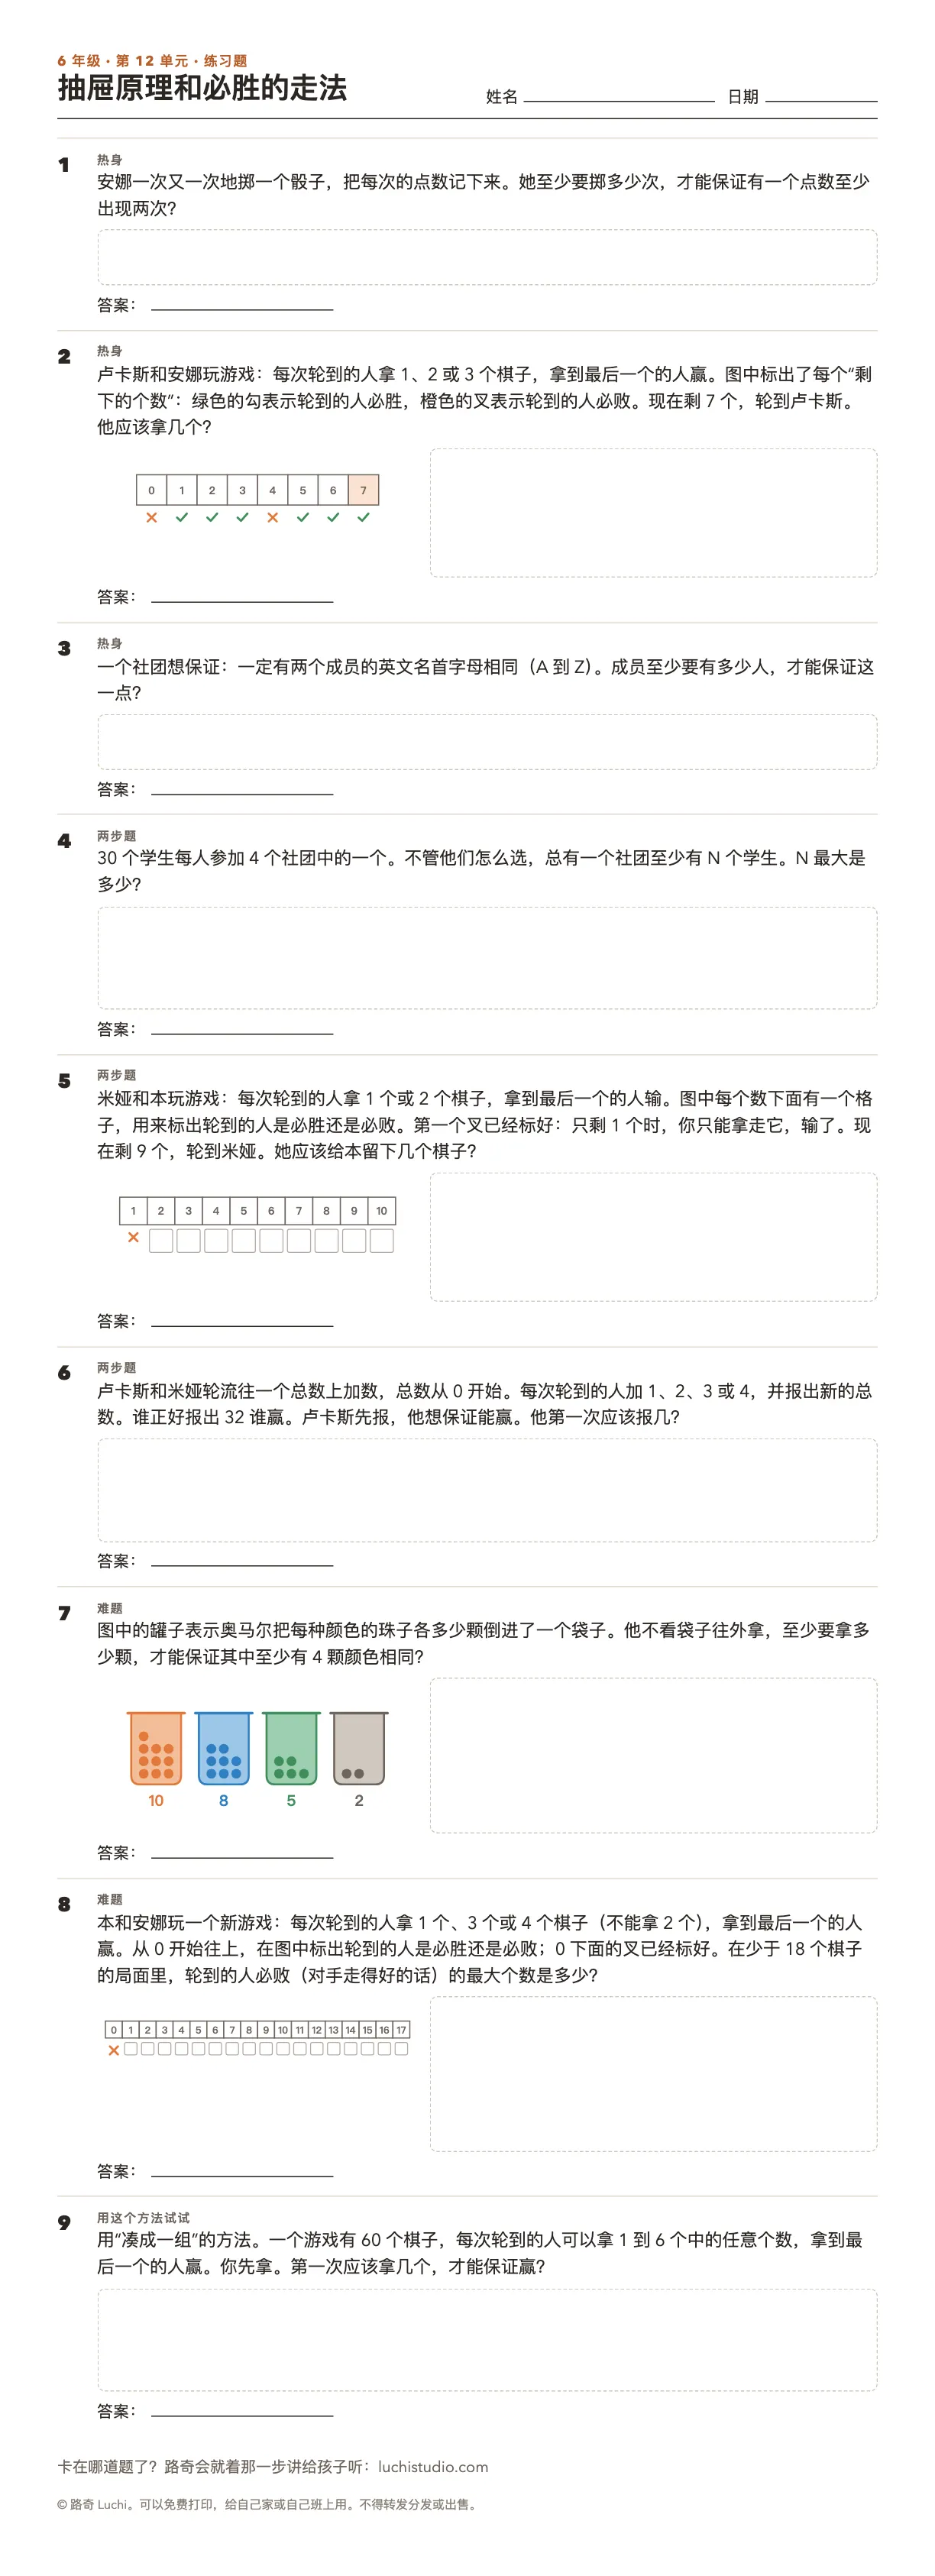 6 年级 · 第 12 单元 · 练习题
抽屉原理和必胜的走法
姓名
日期
1
热身
安娜一次又一次地掷一个骰子，把每次的点数记下来。她至少要掷多少次，才能保证有一个点数至少
出现两次？
答案：
2
热身
卢卡斯和安娜玩游戏：每次轮到的人拿 1、2 或 3 个棋子，拿到最后一个的人赢。图中标出了每个“剩
下的个数”：绿色的勾表示轮到的人必胜，橙色的叉表示轮到的人必败。现在剩 7 个，轮到卢卡斯。
他应该拿几个？
0 1 2 3 4 5 6 7
答案：
3
热身
一个社团想保证：一定有两个成员的英文名首字母相同（A 到 Z）。成员至少要有多少人，才能保证这
一点？
答案：
4
两步题
30 个学生每人参加 4 个社团中的一个。不管他们怎么选，总有一个社团至少有 N 个学生。N 最大是
多少？
答案：
5
两步题
米娅和本玩游戏：每次轮到的人拿 1 个或 2 个棋子，拿到最后一个的人输。图中每个数下面有一个格
子，用来标出轮到的人是必胜还是必败。第一个叉已经标好：只剩 1 个时，你只能拿走它，输了。现
在剩 9 个，轮到米娅。她应该给本留下几个棋子？
1 2 3 4 5 6 7 8 9 10
答案：
6
两步题
卢卡斯和米娅轮流往一个总数上加数，总数从 0 开始。每次轮到的人加 1、2、3 或 4，并报出新的总
数。谁正好报出 32 谁赢。卢卡斯先报，他想保证能赢。他第一次应该报几？
答案：
7
难题
图中的罐子表示奥马尔把每种颜色的珠子各多少颗倒进了一个袋子。他不看袋子往外拿，至少要拿多
少颗，才能保证其中至少有 4 颗颜色相同？
10 8 5 2
答案：
8
难题
本和安娜玩一个新游戏：每次轮到的人拿 1 个、3 个或 4 个棋子（不能拿 2 个），拿到最后一个的人
赢。从 0 开始往上，在图中标出轮到的人是必胜还是必败；0 下面的叉已经标好。在少于 18 个棋子
的局面里，轮到的人必败（对手走得好的话）的最大个数是多少？
0 1 2 3 4 5 6 7 8 9 10 11 12 13 14 15 16 17
答案：
9
用这个方法试试
用“凑成一组”的方法。一个游戏有 60 个棋子，每次轮到的人可以拿 1 到 6 个中的任意个数，拿到最
后一个的人赢。你先拿。第一次应该拿几个，才能保证赢？
答案：
卡在哪道题了？路奇会就着那一步讲给孩子听：luchistudio.com
© 路奇 Luchi。可以免费打印，给自己家或自己班上用。不得转发分发或出售。